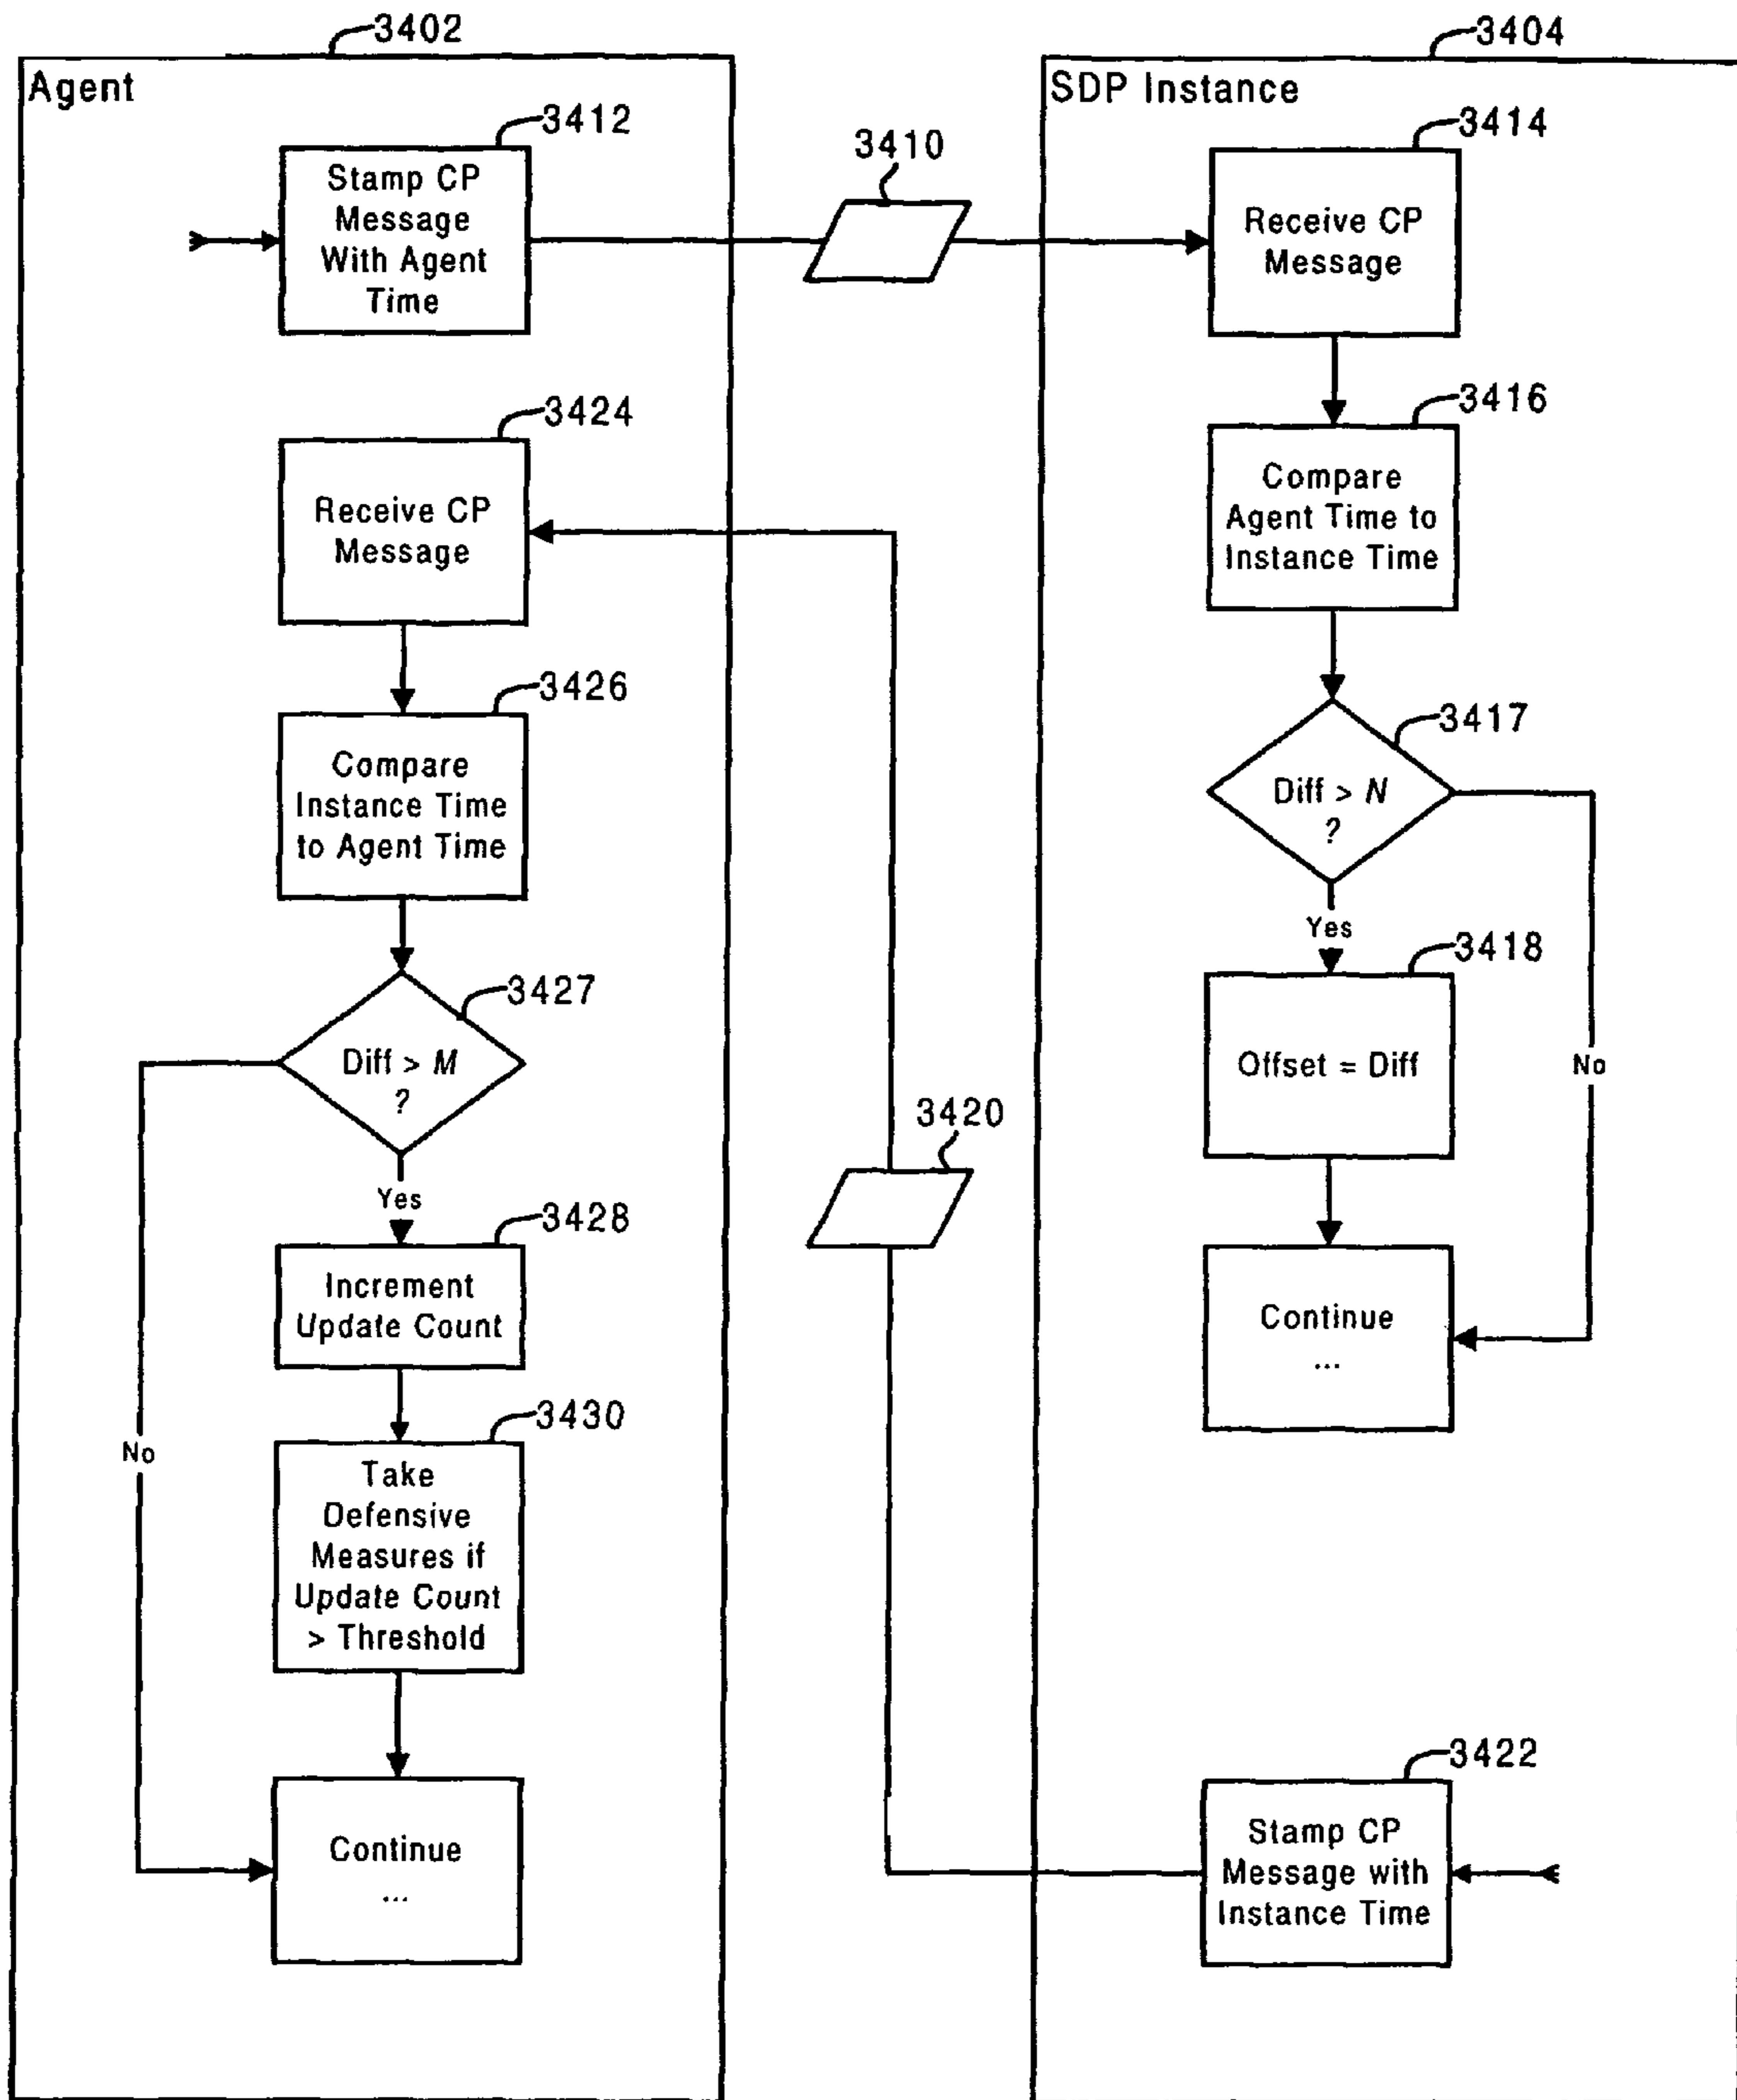 3402
3404
Agent
SDP Instance
3412
Stamp CP
Message
With Agent
Time
3410
3414
Receive CP
Message
3424
Receive CP
Message
3416
Compare
Agent Time to
Instance Time
3426
Compare
Instance Time
to Agent Time
3417
Diff > N
?
Yes
No
3427
Diff > M
?
Yes
No
3418
Offset = Diff
3420
3428
Increment
Update Count
Continue
...
3430
Take
Defensive
Measures if
Update Count
> Threshold
Continue
...
3422
Stamp CP
Message with
Instance Time